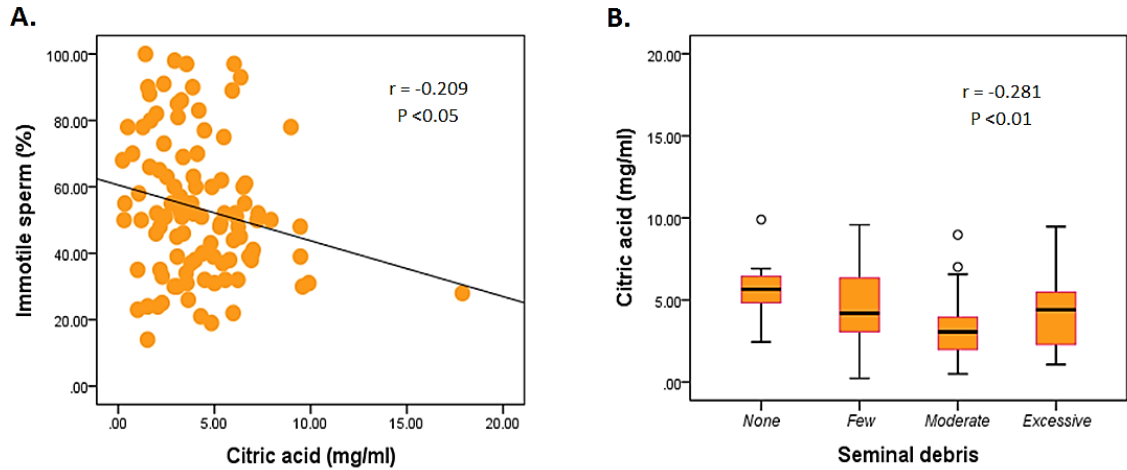 A.
Immotile sperm (%)
100.00
80.00
60.00
40.00
20.00
.00
r = -0.209
P <0.05
.00
5.00
10.00
15.00
20.00
Citric acid (mg/ml)
B.
Citric acid (mg/ml)
20.00
15.00
10.00
5.00
.00
r = -0.281
P <0.01
None
Few
Moderate
Excessive
Seminal debris